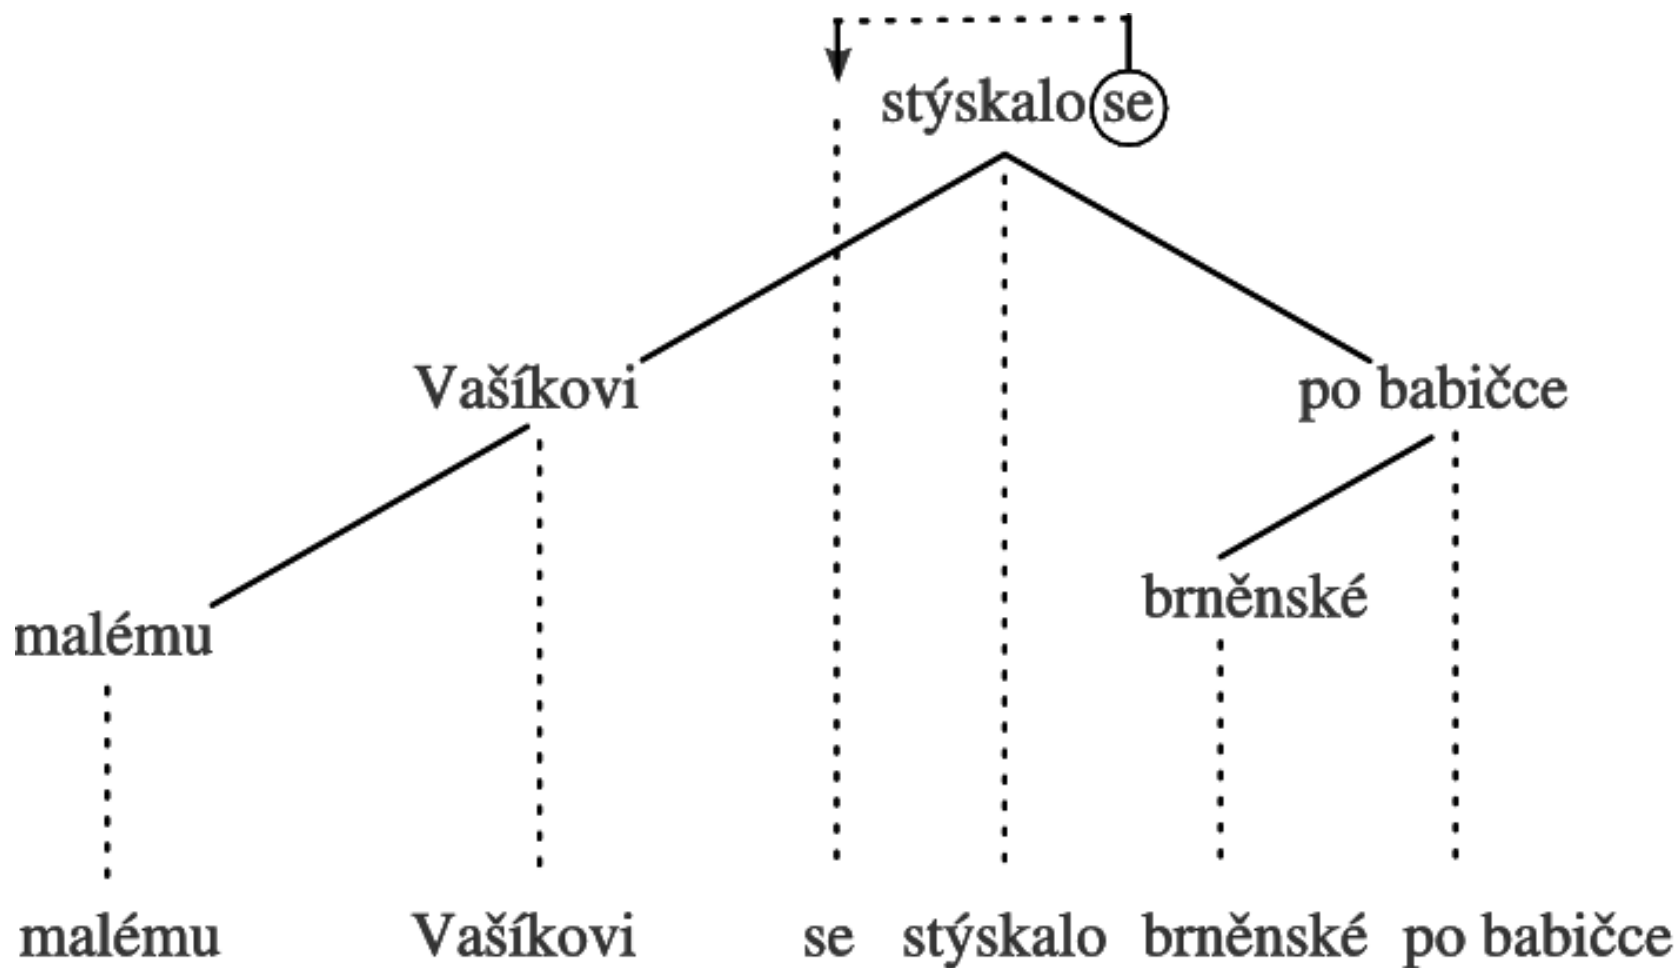 stýskalo se
Vašíkovi po babičce
brněnské
malému
malému Vašíkovi se stýskalo brněnské po babičce